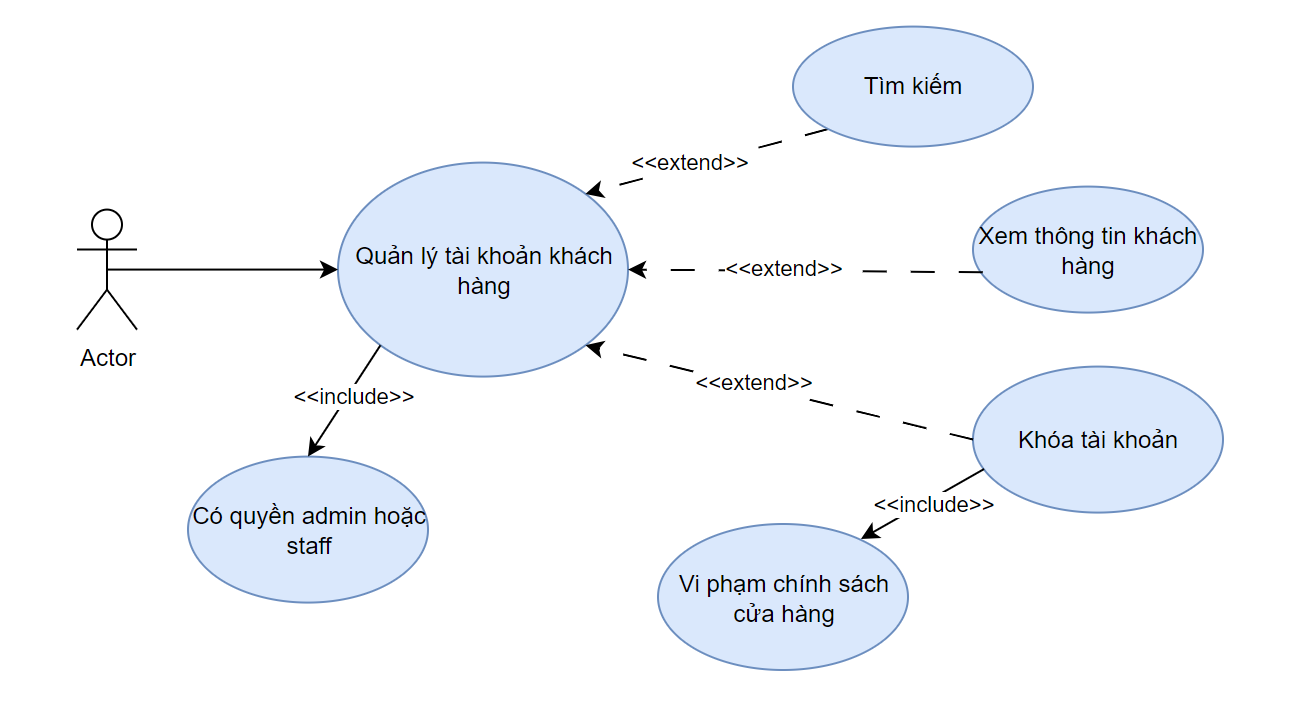 Tìm kiếm
<<extend>>
Xem thông tin khách
hàng
Quản lý tài khoản khách
hàng
<<extend>>
Actor
<<extend>>
<<include>>
Khóa tài khoản
<<include>>
Có quyền admin hoặc
staff
Vi phạm chính sách
cửa hàng